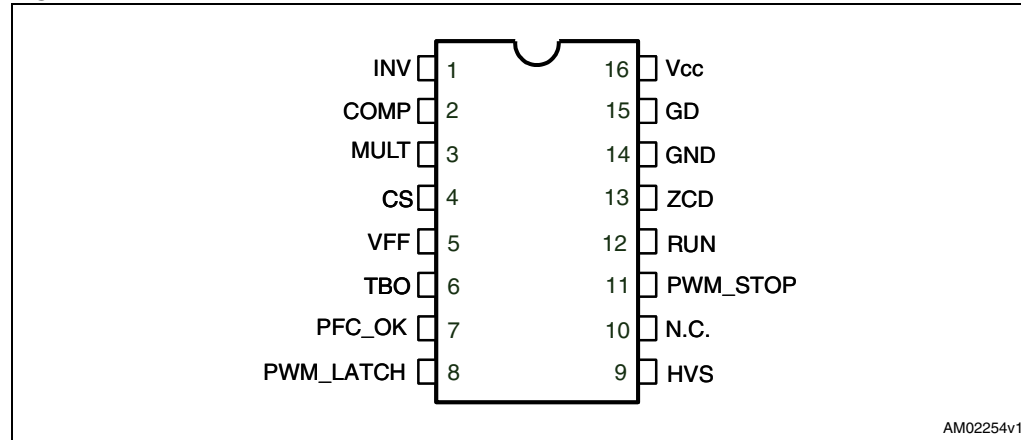 INV 1 16 Vcc
COMP 2 15 GD
MULT 3 14 GND
CS 4 13 ZCD
VFF 5 12 RUN
TBO 6 11 PWM_STOP
PFC_OK 7 10 N.C.
PWM_LATCH 8 9 HVS
AM02254v1